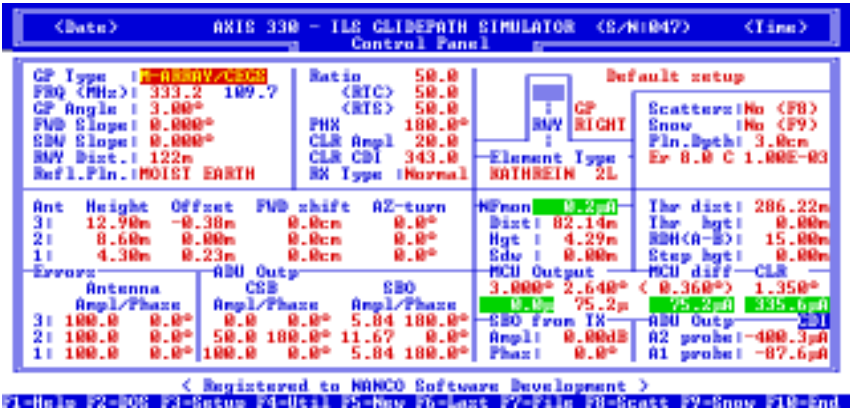 <Date> AXIS 330 - ILS GLIDEPATH SIMULATOR (S/N:047) <Time>
Control Panel
GP Type : M-ARRAY/CEGS Ratio 50.0 Default setup
FRQ (MHz): 333.2 109.7 (RTC) 50.0
GP Angle : 3.00° (RTS) 50.0 : GP Scatters:No (F8)
FWD Slope: 0.000° PHX 180.0° RWY RIGHT Snow :No (F9)
SDW Slope: 0.000° CLR Ampl 20.0 : Pln.Dpth: 3.0cm
RWY Dist.: 122m CLR CDI 343.0 Element Type Er 8.0 C 1.00E-03
Refl.Pln.:MOIST EARTH RX Type :Normal KATHREIN 2L
Ant Height Offset FWD shift AZ-turn NFmon 0.2µA Thr dist: 286.22m
3: 12.90m -0.38m 0.0cm 0.0° Dist: 82.14m Thr hgt: 0.00m
2: 8.60m 0.00m 0.0cm 0.0° Hgt : 4.29m RDH(A-B): 15.00m
1: 4.30m 0.23m 0.0cm 0.0° Sdw : 0.00m Step hgt: 0.00m
Errors ADU Outp MCU Output MCU diff CLR
Antenna CSB SBO 3.000° 2.640° ( 0.360°) 1.350°
Ampl/Phase Ampl/Phase Ampl/Phase 0.0µ 75.2µ 75.2µA 335.6µA
3: 100.0 0.0° 0.0 0.0° 5.84 180.0° SBO from TX ADU Outp CDI
2: 100.0 0.0° 50.0 180.0° 11.67 0.0° Ampl: 0.00dB A2 probe:-400.3µA
1: 100.0 0.0° 100.0 0.0° 5.84 180.0° Phas: 0.0° A1 probe: -87.6µA
< Registered to NANCO Software Development >
F1-Help F2-DOS F3-Setup F4-Util F5-New F6-Last F7-File F8-Scatt F9-Snow F10-End